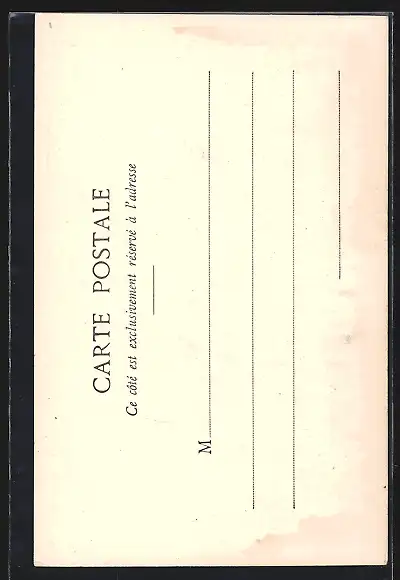 CARTE POSTALE
Ce côté est exclusivement réservé à l'adresse
M